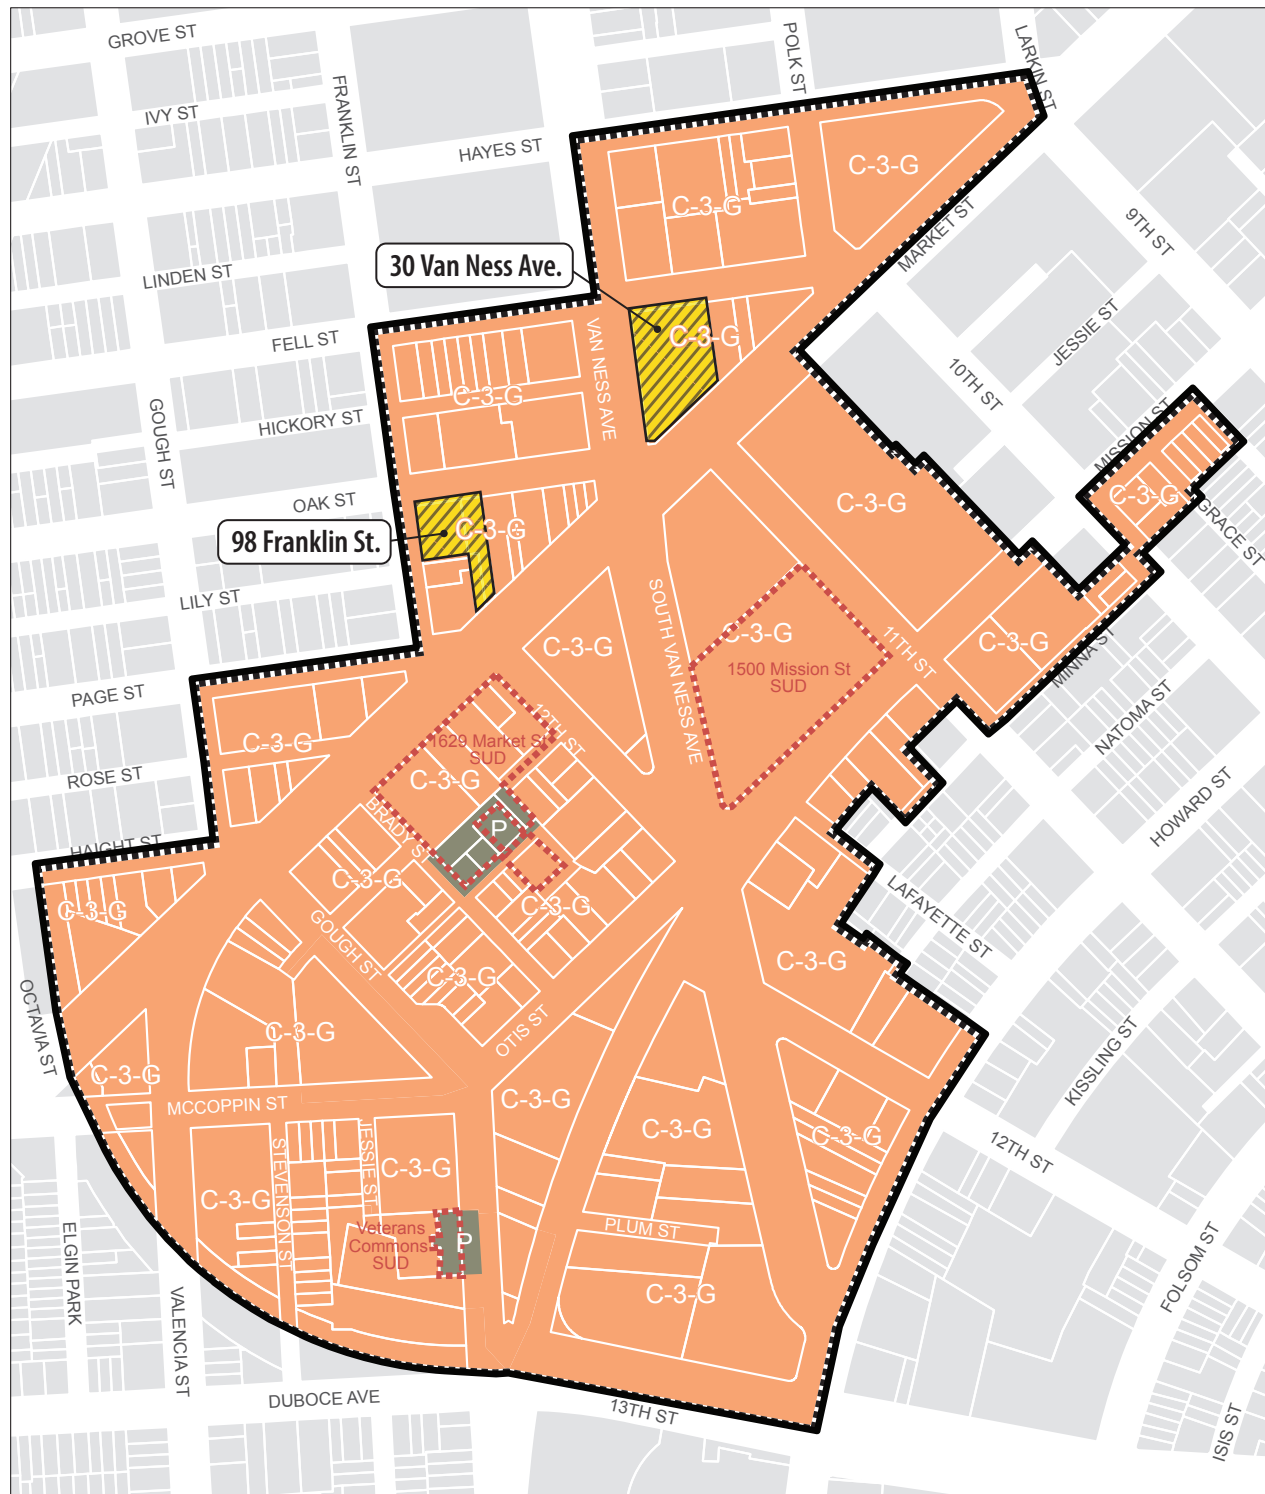 GROVE ST
POLK ST
LARKIN ST
IVY ST
FRANKLIN ST
HAYES ST
C-3-G
C-3-G
MARKET ST
9TH ST
LINDEN ST
30 Van Ness Ave.
FELL ST
VAN NESS AVE
C-3-G
JESSIE ST
10TH ST
GOUGH ST
HICKORY ST
C-3-G
MISSION ST
OAK ST
98 Franklin St.
C-3-G
C-3-G
C-3-G
GRACE ST
LILY ST
SOUTH VAN NESS AVE
C-3-G
C-3-G
1500 Mission St
SUD
11TH ST
C-3-G
MINNA ST
PAGE ST
NATOMA ST
12TH ST
C-3-G
1629 Market St
SUD
C-3-G
ROSE ST
HOWARD ST
HAIGHT ST
BRADY ST
P
C-3-G
C-3-G
C-3-G
LAFAYETTE ST
GOUGH ST
C-3-G
C-3-G
OCTAVIA ST
C-3-G
OTIS ST
KISSLING ST
C-3-G
MCCOPPIN ST
C-3-G
C-3-G
C-3-G
12TH ST
STEVENSON ST
JESSIE ST
C-3-G
C-3-G
Veterans
Commons
SUD
P
PLUM ST
ELGIN PARK
FOLSOM ST
C-3-G
VALENCIA ST
DUBOCE AVE
13TH ST
ISIS ST